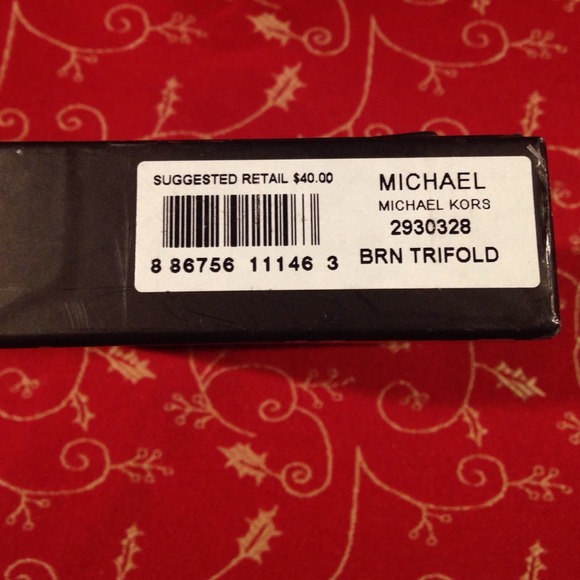 SUGGESTED RETAIL $40.00
8 86756 11146 3
MICHAEL
MICHAEL KORS
2930328
BRN TRIFOLD